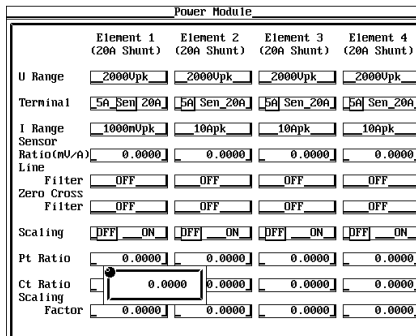 Power Module
Element 1 Element 2 Element 3 Element 4
(20A Shunt) (20A Shunt) (20A Shunt) (20A Shunt)
U Range 2000Vpk 2000Vpk 2000Vpk 2000Vpk
Terminal 5A Sen 20A 5A Sen 20A 5A Sen 20A 5A Sen 20A
I Range 1000mVpk 10Apk 10Apk 10Apk
Sensor
Ratio(mV/A) 0.0000 0.0000 0.0000 0.0000
Line
Filter OFF OFF OFF OFF
Zero Cross
Filter OFF OFF OFF OFF
Scaling OFF ON OFF ON OFF ON OFF ON
Pt Ratio 0.0000 0.0000 0.0000 0.0000
Ct Ratio 0.0000 0.0000 0.0000 0.0000
Scaling
Factor 0.0000 0.0000 0.0000 0.0000